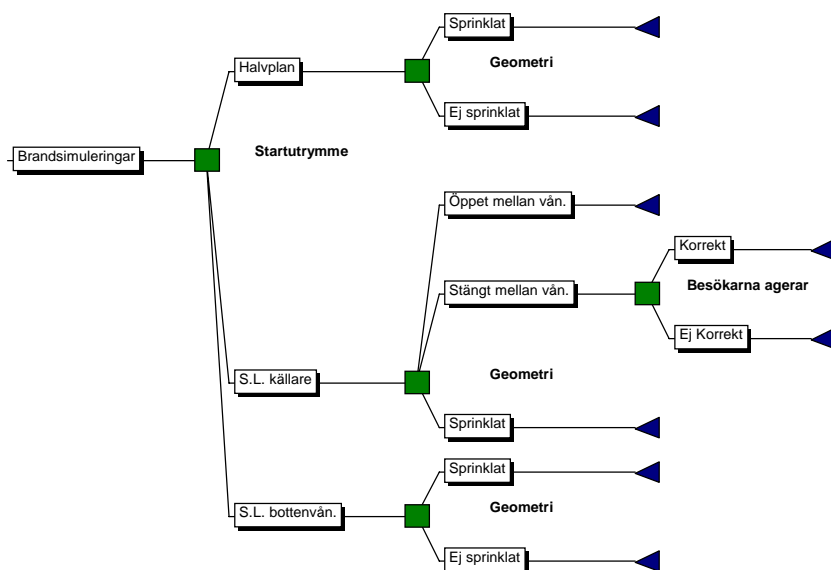 Sprinklat
Halvplan
Geometri
Ej sprinklat
Brandsimuleringar
Startutrymme
Öppet mellan vån.
Korrekt
Stängt mellan vån.
Besökarna agerar
Ej Korrekt
S.L. källare
Geometri
Sprinklat
Sprinklat
S.L. bottenvån.
Geometri
Ej sprinklat